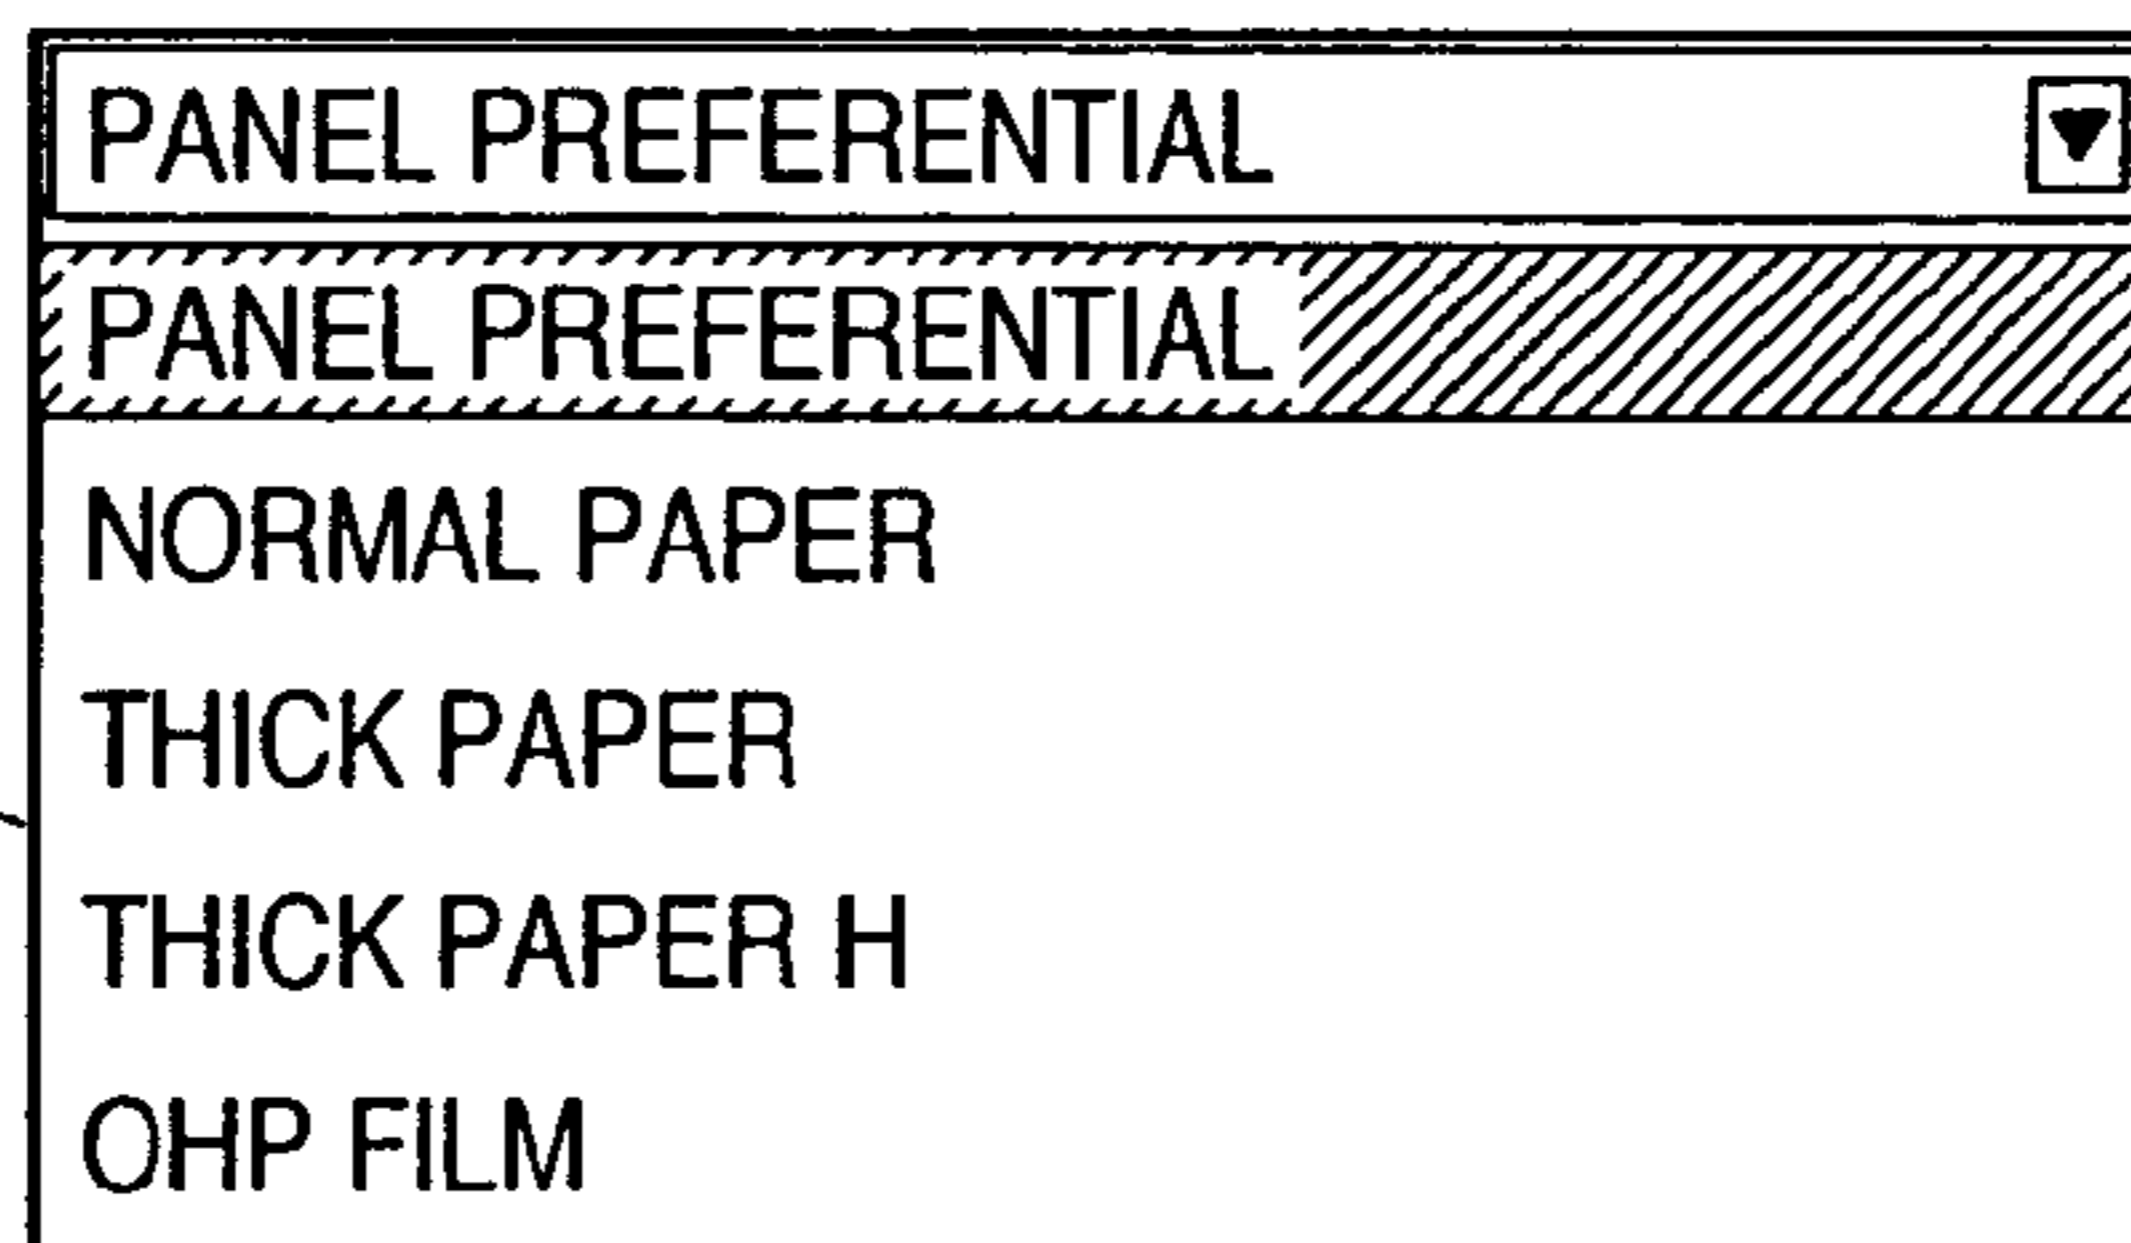 PANEL PREFERENTIAL
PANEL PREFERENTIAL
NORMAL PAPER
THICK PAPER
THICK PAPER H
OHP FILM